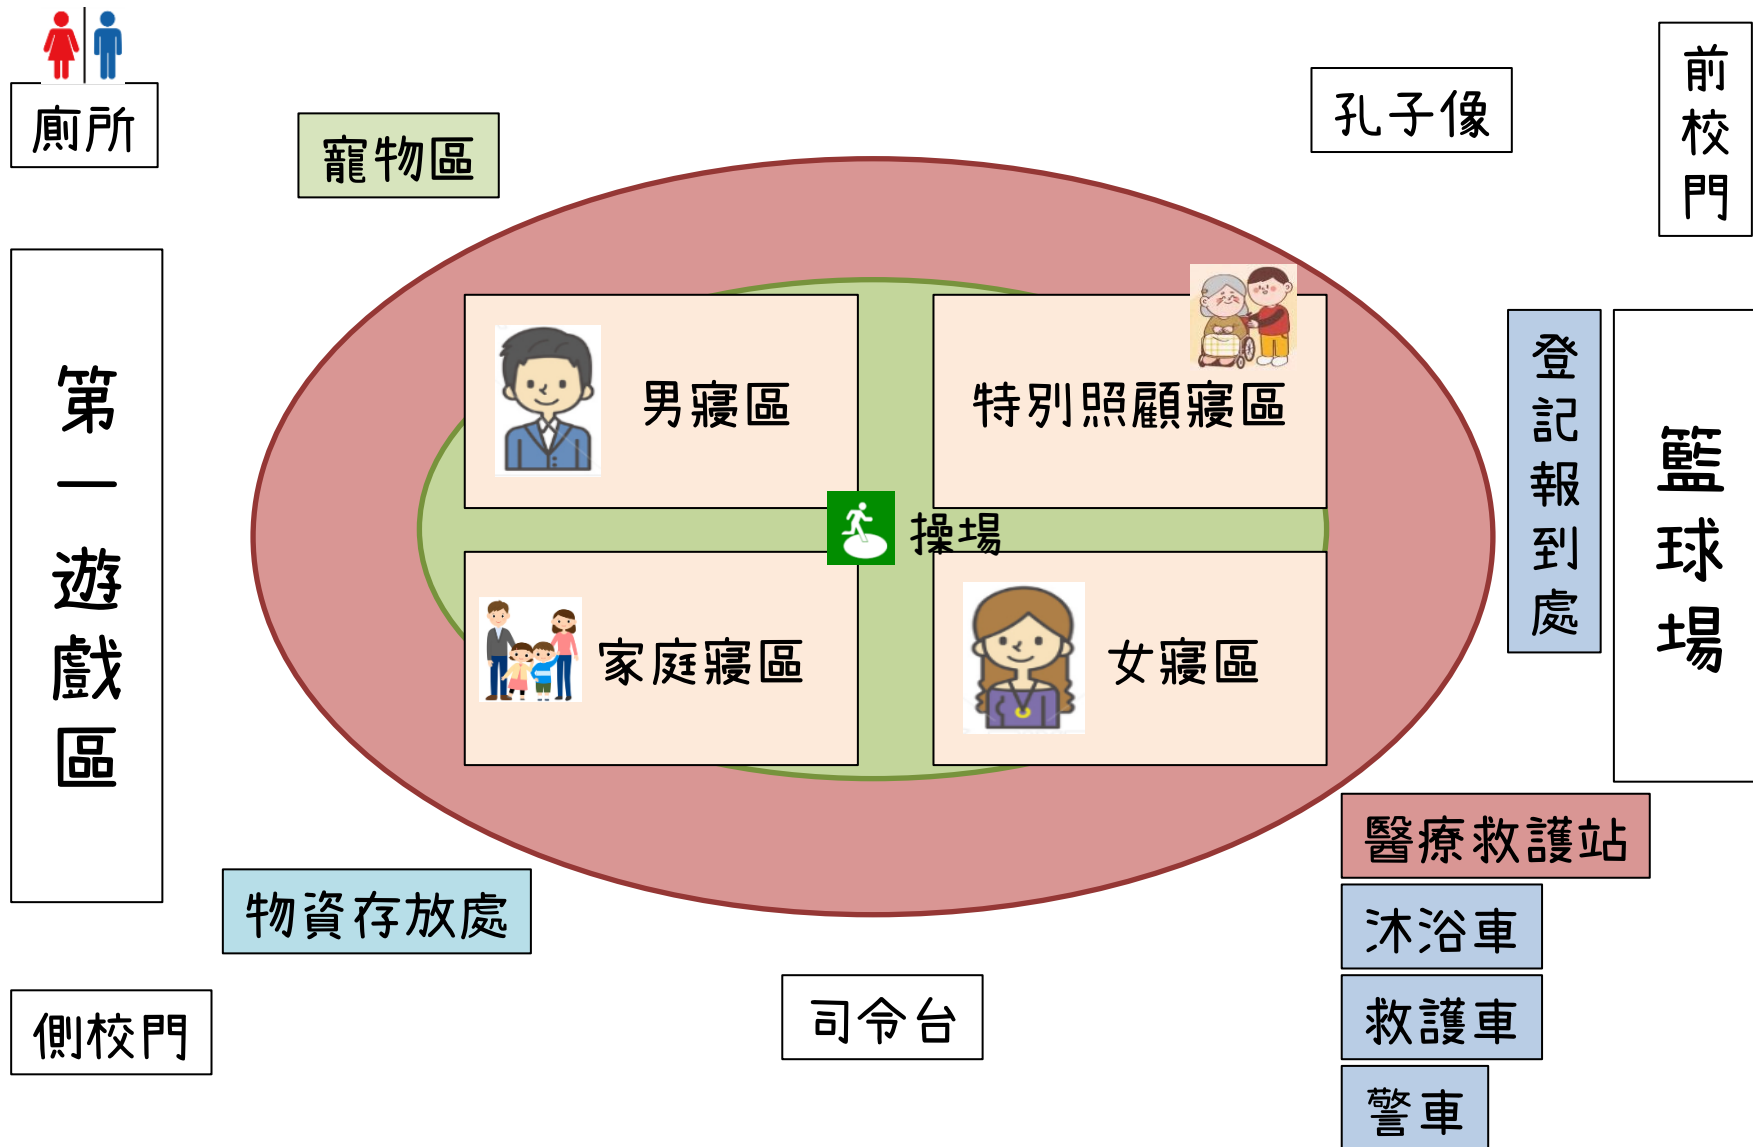 廁所
寵物區
孔子像
前校門
第一遊戲區
男寢區
特別照顧寢區
登記報到處
籃球場
操場
家庭寢區
女寢區
醫療救護站
物資存放處
沐浴車
側校門
司令台
救護車
警車